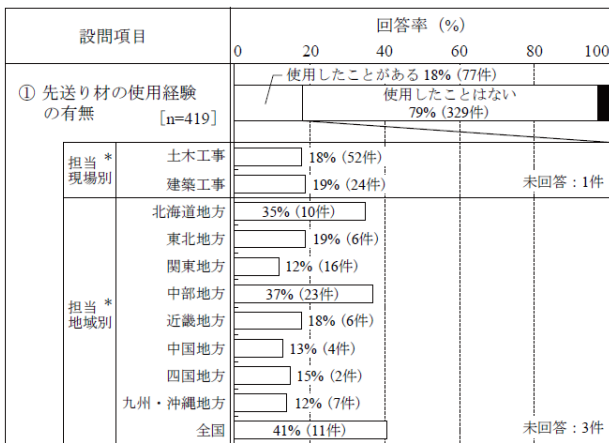 設問項目
回答率 (%)
0 20 40 60 80 100
① 先送り材の使用経験
の有無 [n=419]
使用したことがある 18% (77件)
使用したことはない
79% (329件)
担当*
現場別
土木工事 18% (52件)
建築工事 19% (24件)
未回答：1件
担当*
地域別
北海道地方 35% (10件)
東北地方 19% (6件)
関東地方 12% (16件)
中部地方 37% (23件)
近畿地方 18% (6件)
中国地方 13% (4件)
四国地方 15% (2件)
九州・沖縄地方 12% (7件)
全国 41% (11件)
未回答：3件